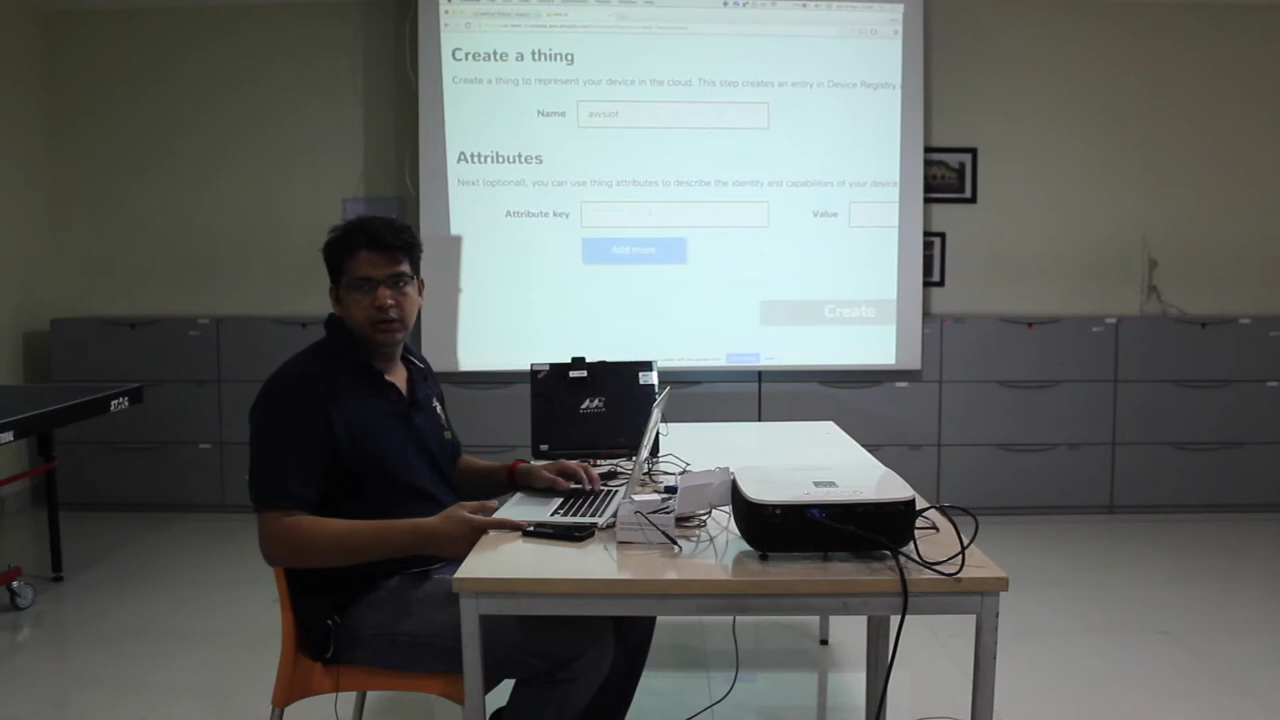 Create a thing
Create a thing to represent your device in the cloud. This step creates an entry in Device Registry
Name
awsiot
Attributes
Next (optional), you can use thing attributes to describe the identity and capabilities of your device
Attribute key
Value
Add more
Create
STAG